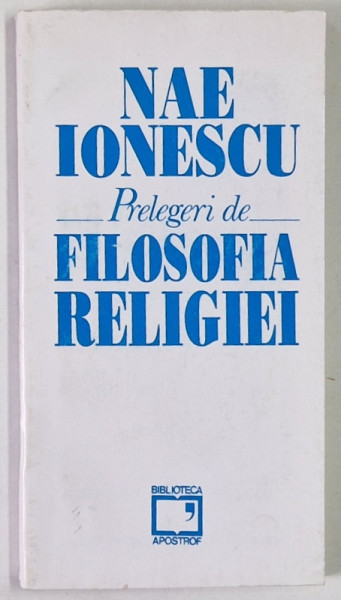 NAE
IONESCU
Prelegeri de
FILOSOFIA
RELIGIEI
BIBLIOTECA
APOSTROF